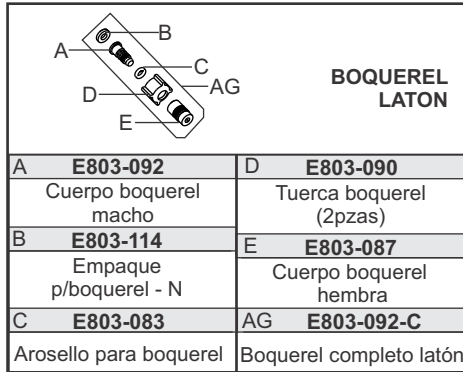 B
A
C
AG
D
E
BOQUEREL
LATON
A E803-092
Cuerpo boquerel
macho
B E803-114
Empaque
p/boquerel - N
C E803-083
Arosello para boquerel
D E803-090
Tuerca boquerel
(2pzas)
E E803-087
Cuerpo boquerel
hembra
AG E803-092-C
Boquerel completo latón